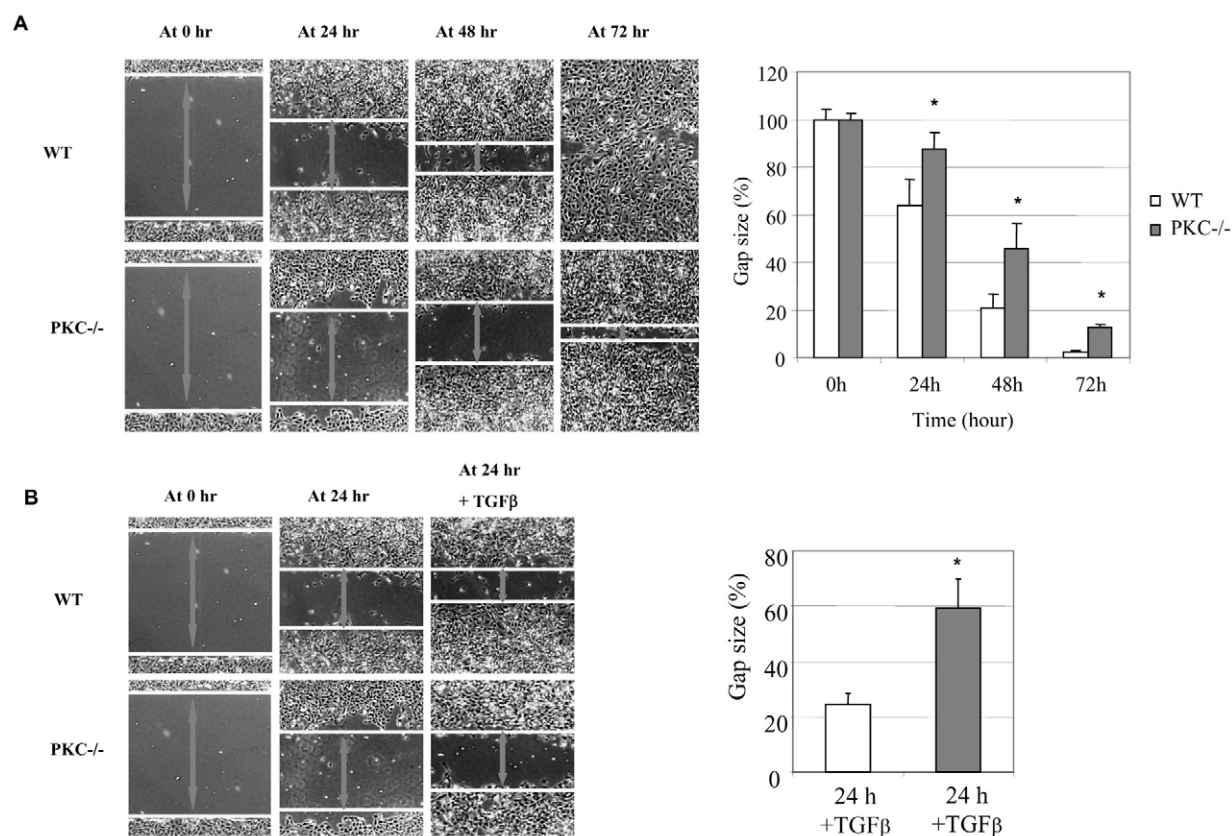 A
At 0 hr At 24 hr At 48 hr At 72 hr
WT
PKC-/-
120
100
80
60
40
20
0
Gap size (%)
* * *
0h 24h 48h 72h
Time (hour)
WT
PKC-/-
B
At 0 hr At 24 hr At 24 hr
+ TGFβ
WT
PKC-/-
80
60
40
20
0
Gap size (%)
*
24 h 24 h
+TGFβ +TGFβ